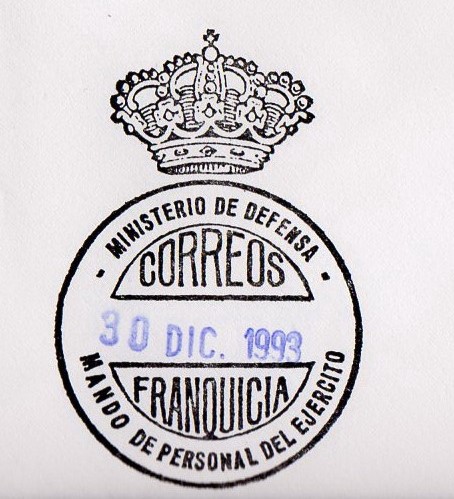 - MINISTERIO DE DEFENSA -
CORREOS
30 DIC. 1993
FRANQUICIA
MANDO DE PERSONAL DEL EJERCITO